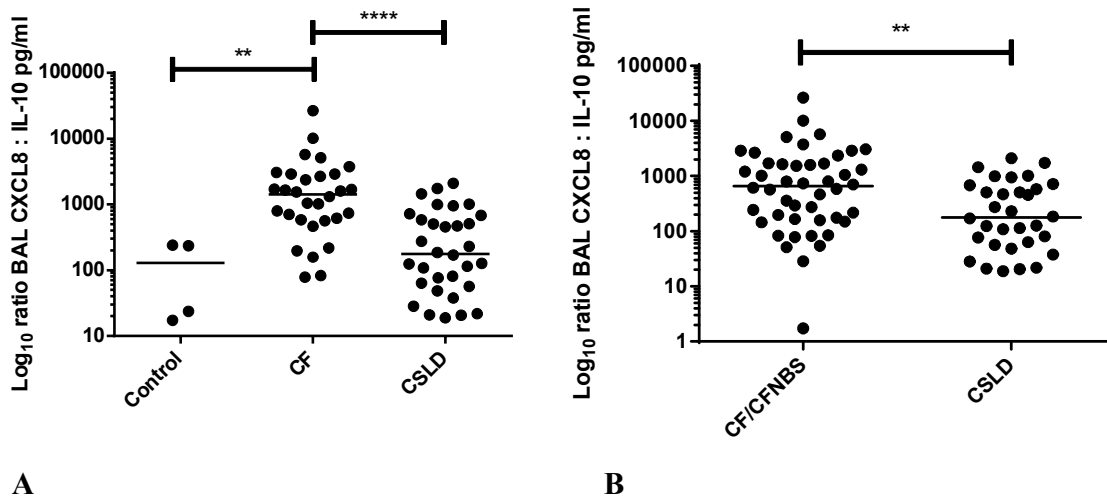 ****
**
Log10 ratio BAL CXCL8 : IL-10 pg/ml
100000
10000
1000
100
10
Control
CF
CSLD
A
**
Log10 ratio BAL CXCL8 : IL-10 pg/ml
100000
10000
1000
100
10
1
CF/CFNBS
CSLD
B